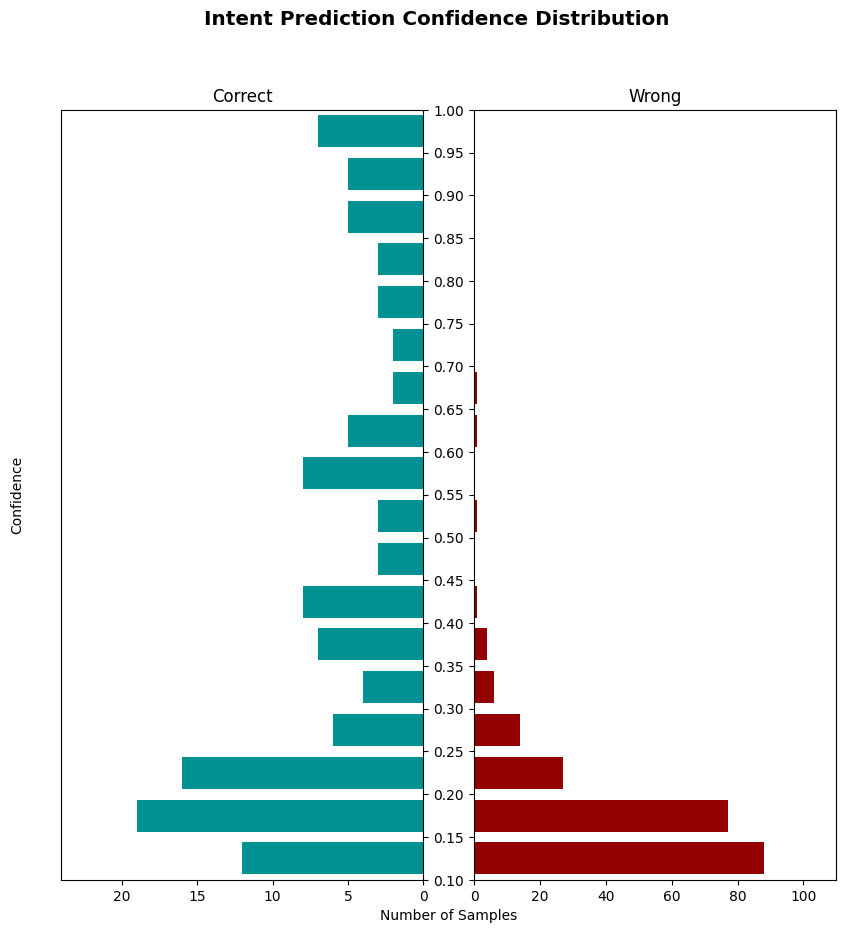 Intent Prediction Confidence Distribution
Correct
Wrong
1.00
0.95
0.90
0.85
0.80
0.75
0.70
0.65
0.60
0.55
0.50
0.45
0.40
0.35
0.30
0.25
0.20
0.15
0.10
Confidence
20 15 10 5 0
0 20 40 60 80 100
Number of Samples